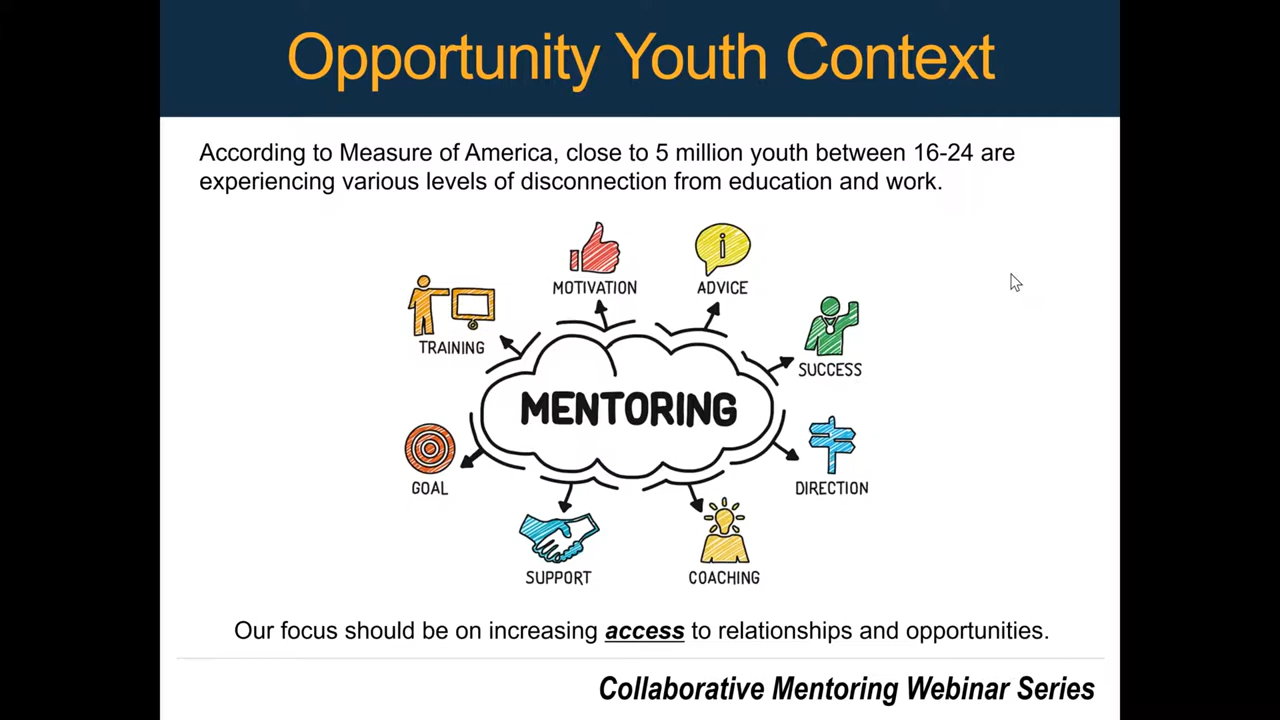 Opportunity Youth Context
According to Measure of America, close to 5 million youth between 16-24 are
experiencing various levels of disconnection from education and work.
MOTIVATION
ADVICE
TRAINING
SUCCESS
MENTORING
GOAL
DIRECTION
SUPPORT
COACHING
Our focus should be on increasing access to relationships and opportunities.
Collaborative Mentoring Webinar Series